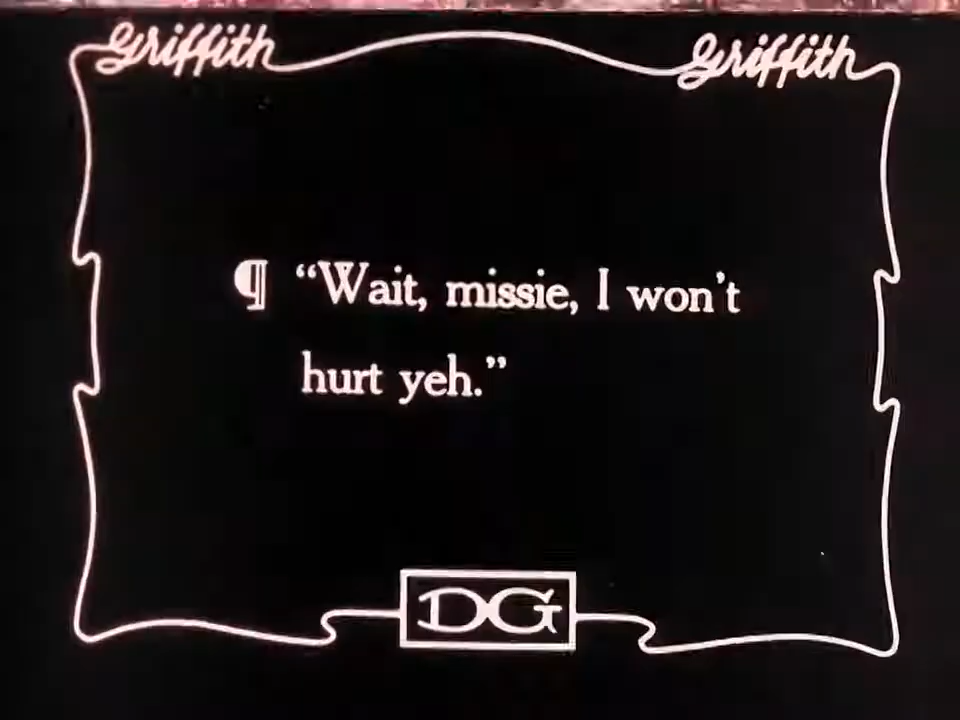 Griffith Griffith
¶ “Wait, missie, I won't
hurt yeh.”
DG